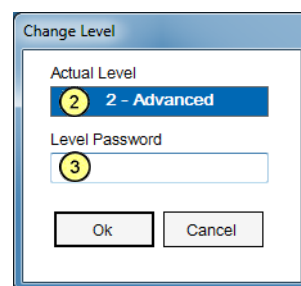 Change Level
Actual Level
2 2 - Advanced
Level Password
3
Ok Cancel